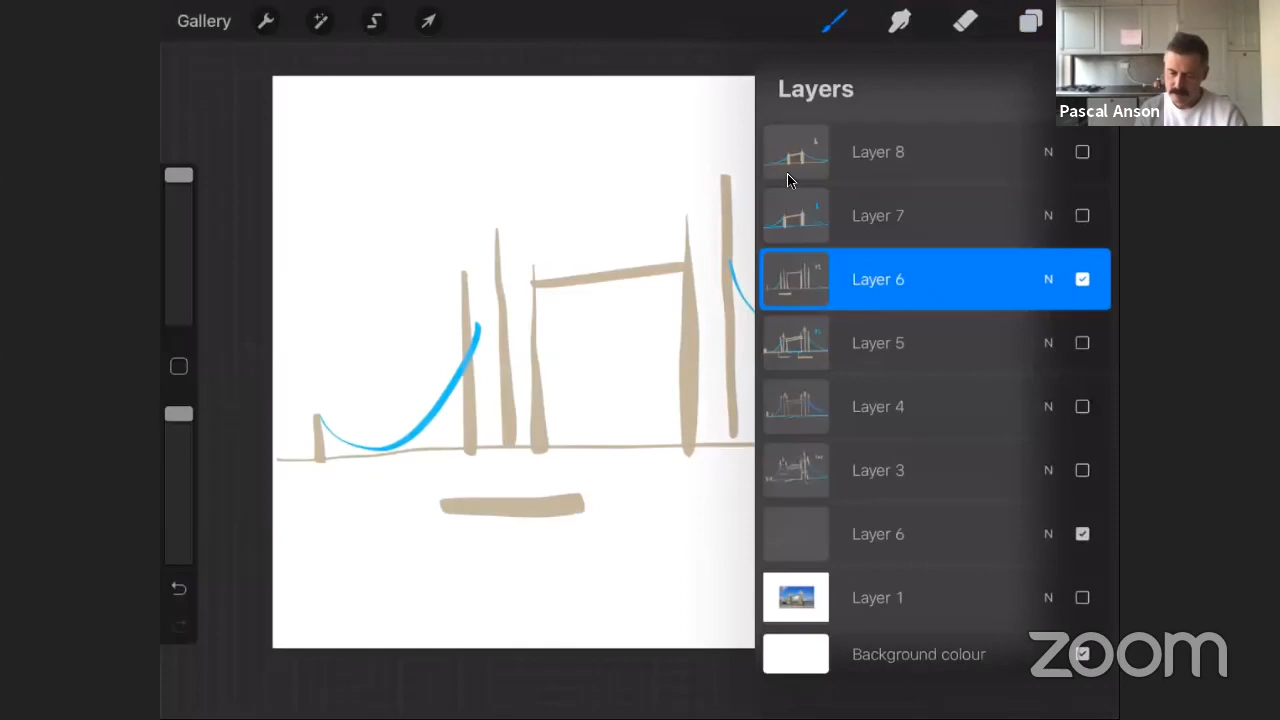 Gallery
Pascal Anson
Layers
Layer 8 N
Layer 7 N
Layer 6 N
Layer 5 N
Layer 4 N
Layer 3 N
Layer 6 N
Layer 1 N
Background colour
zoom